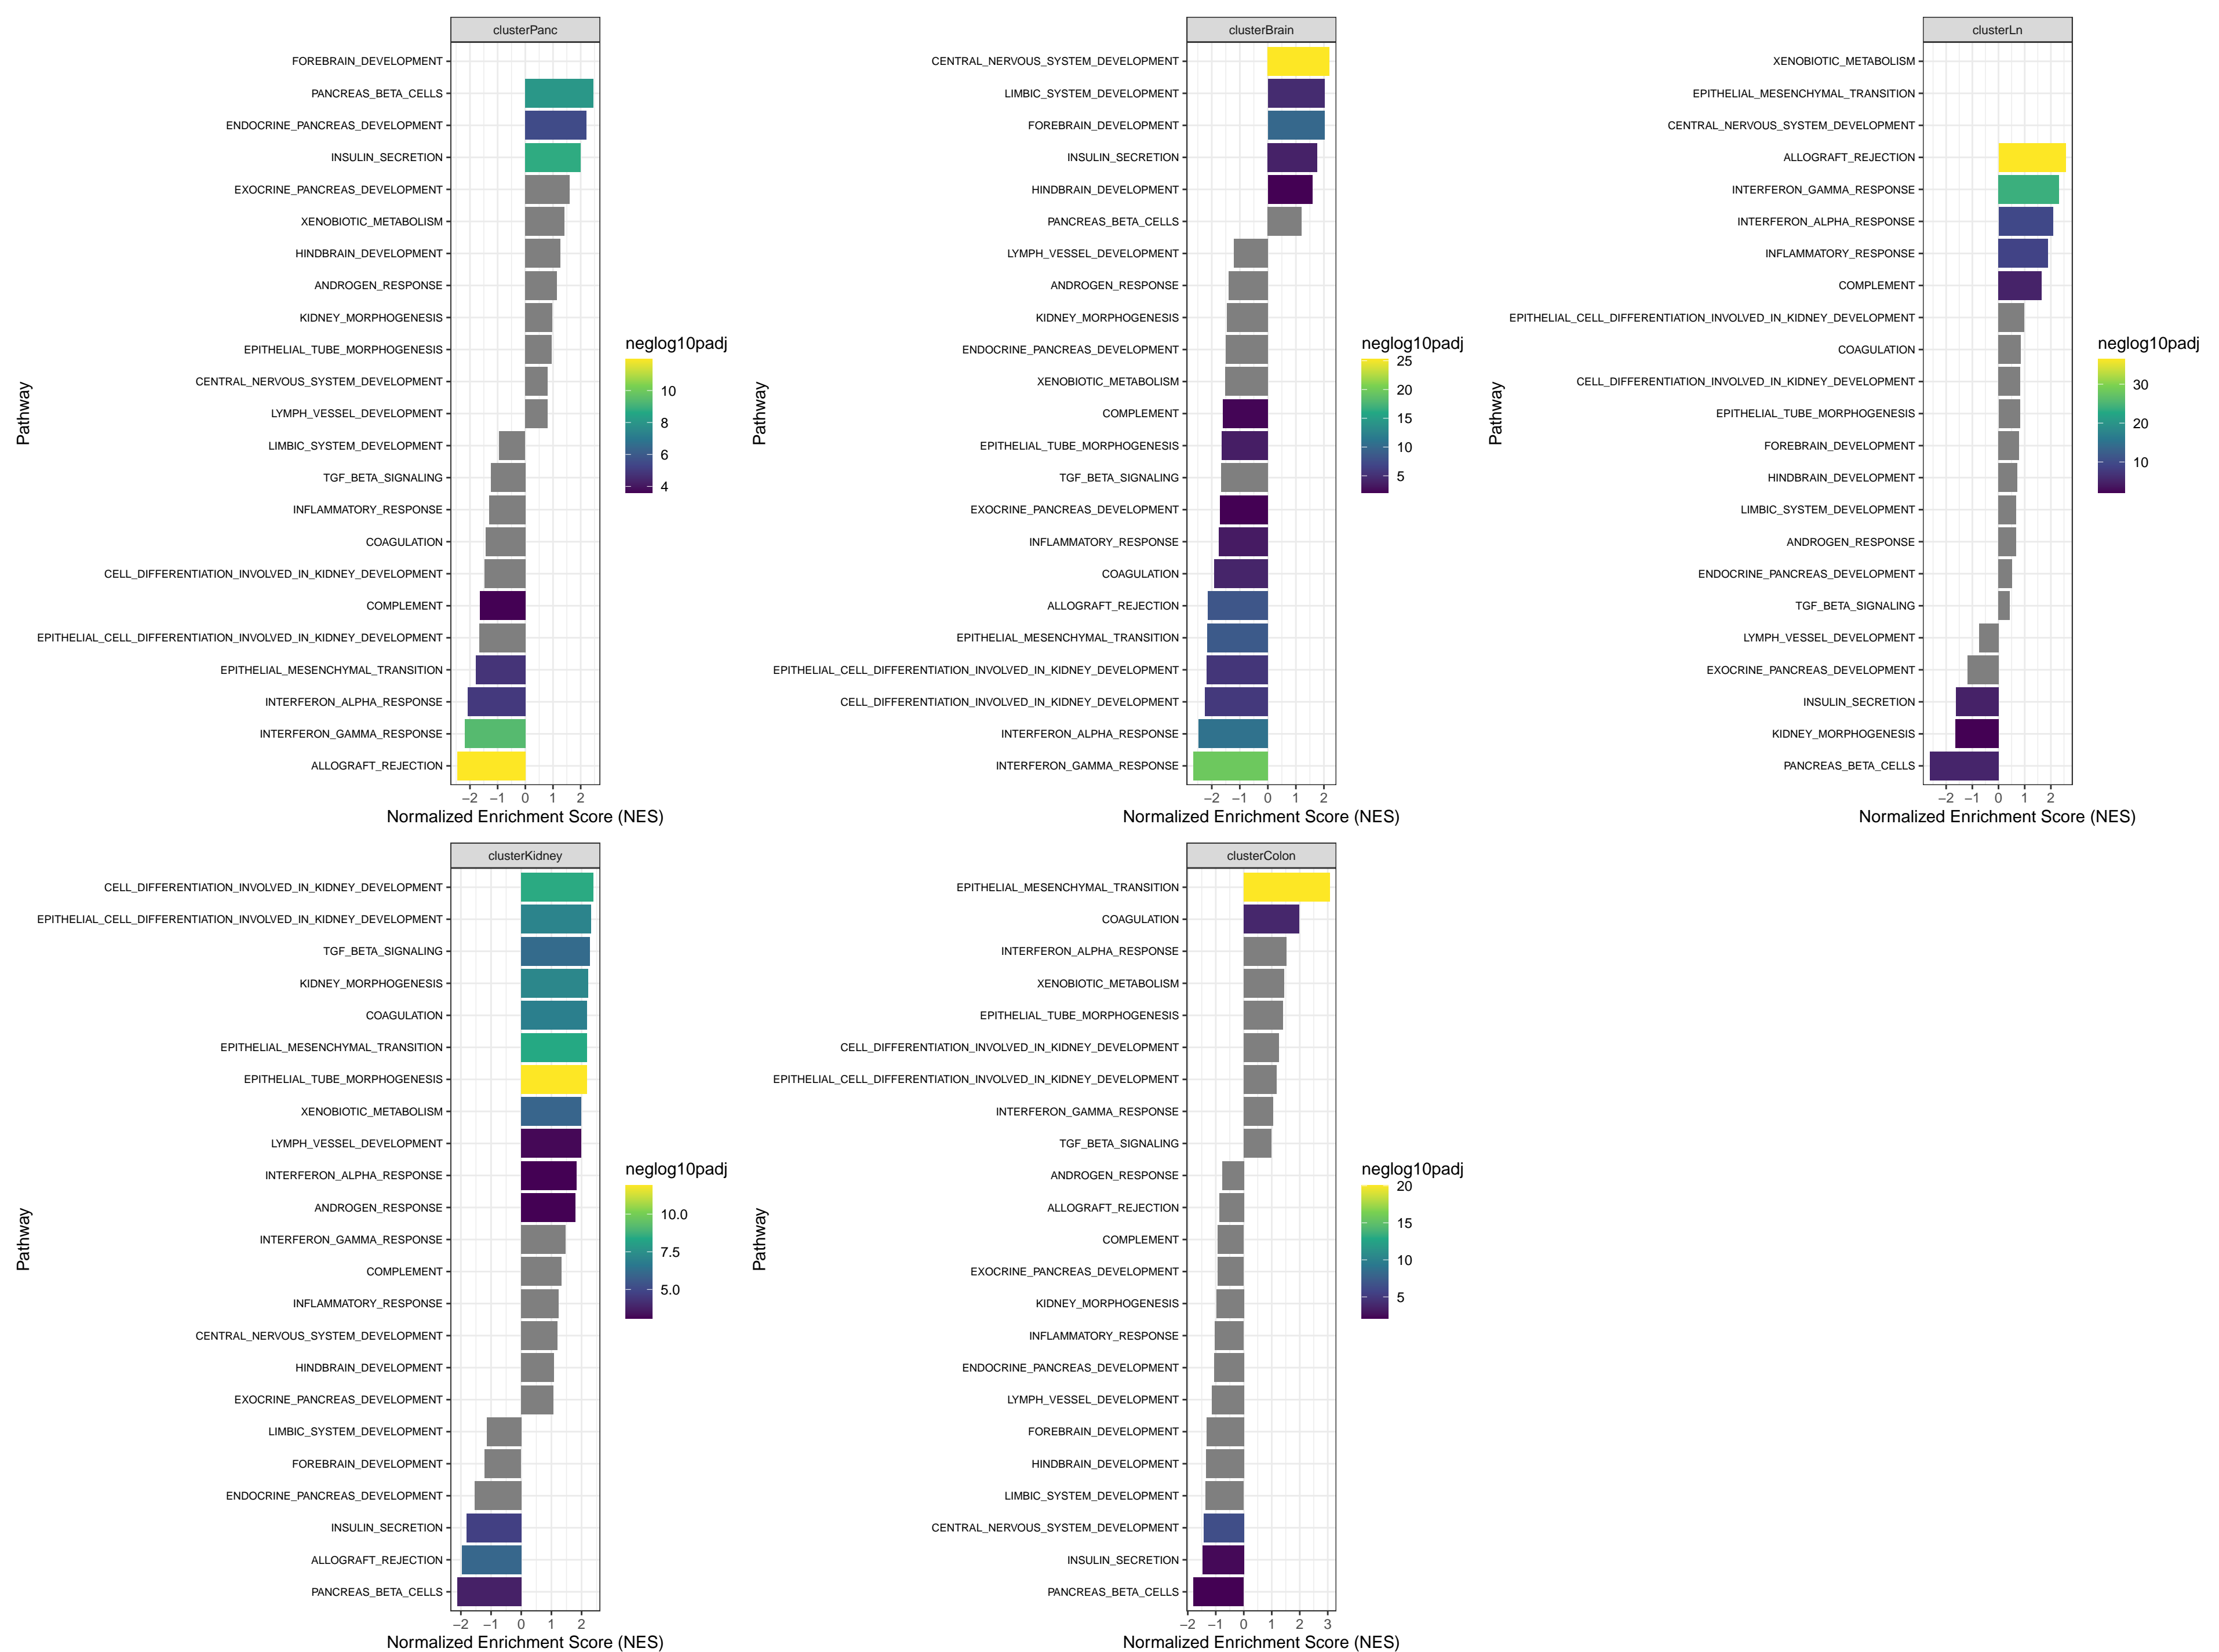 clusterPanc
FOREBRAIN_DEVELOPMENT
PANCREAS_BETA_CELLS
ENDOCRINE_PANCREAS_DEVELOPMENT
INSULIN_SECRETION
EXOCRINE_PANCREAS_DEVELOPMENT
XENOBIOTIC_METABOLISM
HINDBRAIN_DEVELOPMENT
ANDROGEN_RESPONSE
KIDNEY_MORPHOGENESIS
EPITHELIAL_TUBE_MORPHOGENESIS
CENTRAL_NERVOUS_SYSTEM_DEVELOPMENT
LYMPH_VESSEL_DEVELOPMENT
LIMBIC_SYSTEM_DEVELOPMENT
TGF_BETA_SIGNALING
INFLAMMATORY_RESPONSE
COAGULATION
CELL_DIFFERENTIATION_INVOLVED_IN_KIDNEY_DEVELOPMENT
COMPLEMENT
EPITHELIAL_CELL_DIFFERENTIATION_INVOLVED_IN_KIDNEY_DEVELOPMENT
EPITHELIAL_MESENCHYMAL_TRANSITION
INTERFERON_ALPHA_RESPONSE
INTERFERON_GAMMA_RESPONSE
ALLOGRAFT_REJECTION
Pathway
−2 −1 0 1 2
Normalized Enrichment Score (NES)
neglog10padj
10
8
6
4
clusterBrain
CENTRAL_NERVOUS_SYSTEM_DEVELOPMENT
LIMBIC_SYSTEM_DEVELOPMENT
FOREBRAIN_DEVELOPMENT
INSULIN_SECRETION
HINDBRAIN_DEVELOPMENT
PANCREAS_BETA_CELLS
LYMPH_VESSEL_DEVELOPMENT
ANDROGEN_RESPONSE
KIDNEY_MORPHOGENESIS
ENDOCRINE_PANCREAS_DEVELOPMENT
XENOBIOTIC_METABOLISM
COMPLEMENT
EPITHELIAL_TUBE_MORPHOGENESIS
TGF_BETA_SIGNALING
EXOCRINE_PANCREAS_DEVELOPMENT
INFLAMMATORY_RESPONSE
COAGULATION
ALLOGRAFT_REJECTION
EPITHELIAL_MESENCHYMAL_TRANSITION
EPITHELIAL_CELL_DIFFERENTIATION_INVOLVED_IN_KIDNEY_DEVELOPMENT
CELL_DIFFERENTIATION_INVOLVED_IN_KIDNEY_DEVELOPMENT
INTERFERON_ALPHA_RESPONSE
INTERFERON_GAMMA_RESPONSE
Pathway
−2 −1 0 1 2
Normalized Enrichment Score (NES)
neglog10padj
25
20
15
10
5
clusterLn
XENOBIOTIC_METABOLISM
EPITHELIAL_MESENCHYMAL_TRANSITION
CENTRAL_NERVOUS_SYSTEM_DEVELOPMENT
ALLOGRAFT_REJECTION
INTERFERON_GAMMA_RESPONSE
INTERFERON_ALPHA_RESPONSE
INFLAMMATORY_RESPONSE
COMPLEMENT
EPITHELIAL_CELL_DIFFERENTIATION_INVOLVED_IN_KIDNEY_DEVELOPMENT
COAGULATION
CELL_DIFFERENTIATION_INVOLVED_IN_KIDNEY_DEVELOPMENT
EPITHELIAL_TUBE_MORPHOGENESIS
FOREBRAIN_DEVELOPMENT
HINDBRAIN_DEVELOPMENT
LIMBIC_SYSTEM_DEVELOPMENT
ANDROGEN_RESPONSE
ENDOCRINE_PANCREAS_DEVELOPMENT
TGF_BETA_SIGNALING
LYMPH_VESSEL_DEVELOPMENT
EXOCRINE_PANCREAS_DEVELOPMENT
INSULIN_SECRETION
KIDNEY_MORPHOGENESIS
PANCREAS_BETA_CELLS
Pathway
−2 −1 0 1 2
Normalized Enrichment Score (NES)
neglog10padj
30
20
10
clusterKidney
CELL_DIFFERENTIATION_INVOLVED_IN_KIDNEY_DEVELOPMENT
EPITHELIAL_CELL_DIFFERENTIATION_INVOLVED_IN_KIDNEY_DEVELOPMENT
TGF_BETA_SIGNALING
KIDNEY_MORPHOGENESIS
COAGULATION
EPITHELIAL_MESENCHYMAL_TRANSITION
EPITHELIAL_TUBE_MORPHOGENESIS
XENOBIOTIC_METABOLISM
LYMPH_VESSEL_DEVELOPMENT
INTERFERON_ALPHA_RESPONSE
ANDROGEN_RESPONSE
INTERFERON_GAMMA_RESPONSE
COMPLEMENT
INFLAMMATORY_RESPONSE
CENTRAL_NERVOUS_SYSTEM_DEVELOPMENT
HINDBRAIN_DEVELOPMENT
EXOCRINE_PANCREAS_DEVELOPMENT
LIMBIC_SYSTEM_DEVELOPMENT
FOREBRAIN_DEVELOPMENT
ENDOCRINE_PANCREAS_DEVELOPMENT
INSULIN_SECRETION
ALLOGRAFT_REJECTION
PANCREAS_BETA_CELLS
Pathway
−2 −1 0 1 2
Normalized Enrichment Score (NES)
neglog10padj
10.0
7.5
5.0
clusterColon
EPITHELIAL_MESENCHYMAL_TRANSITION
COAGULATION
INTERFERON_ALPHA_RESPONSE
XENOBIOTIC_METABOLISM
EPITHELIAL_TUBE_MORPHOGENESIS
CELL_DIFFERENTIATION_INVOLVED_IN_KIDNEY_DEVELOPMENT
EPITHELIAL_CELL_DIFFERENTIATION_INVOLVED_IN_KIDNEY_DEVELOPMENT
INTERFERON_GAMMA_RESPONSE
TGF_BETA_SIGNALING
ANDROGEN_RESPONSE
ALLOGRAFT_REJECTION
COMPLEMENT
EXOCRINE_PANCREAS_DEVELOPMENT
KIDNEY_MORPHOGENESIS
INFLAMMATORY_RESPONSE
ENDOCRINE_PANCREAS_DEVELOPMENT
LYMPH_VESSEL_DEVELOPMENT
FOREBRAIN_DEVELOPMENT
HINDBRAIN_DEVELOPMENT
LIMBIC_SYSTEM_DEVELOPMENT
CENTRAL_NERVOUS_SYSTEM_DEVELOPMENT
INSULIN_SECRETION
PANCREAS_BETA_CELLS
Pathway
−2 −1 0 1 2 3
Normalized Enrichment Score (NES)
neglog10padj
20
15
10
5